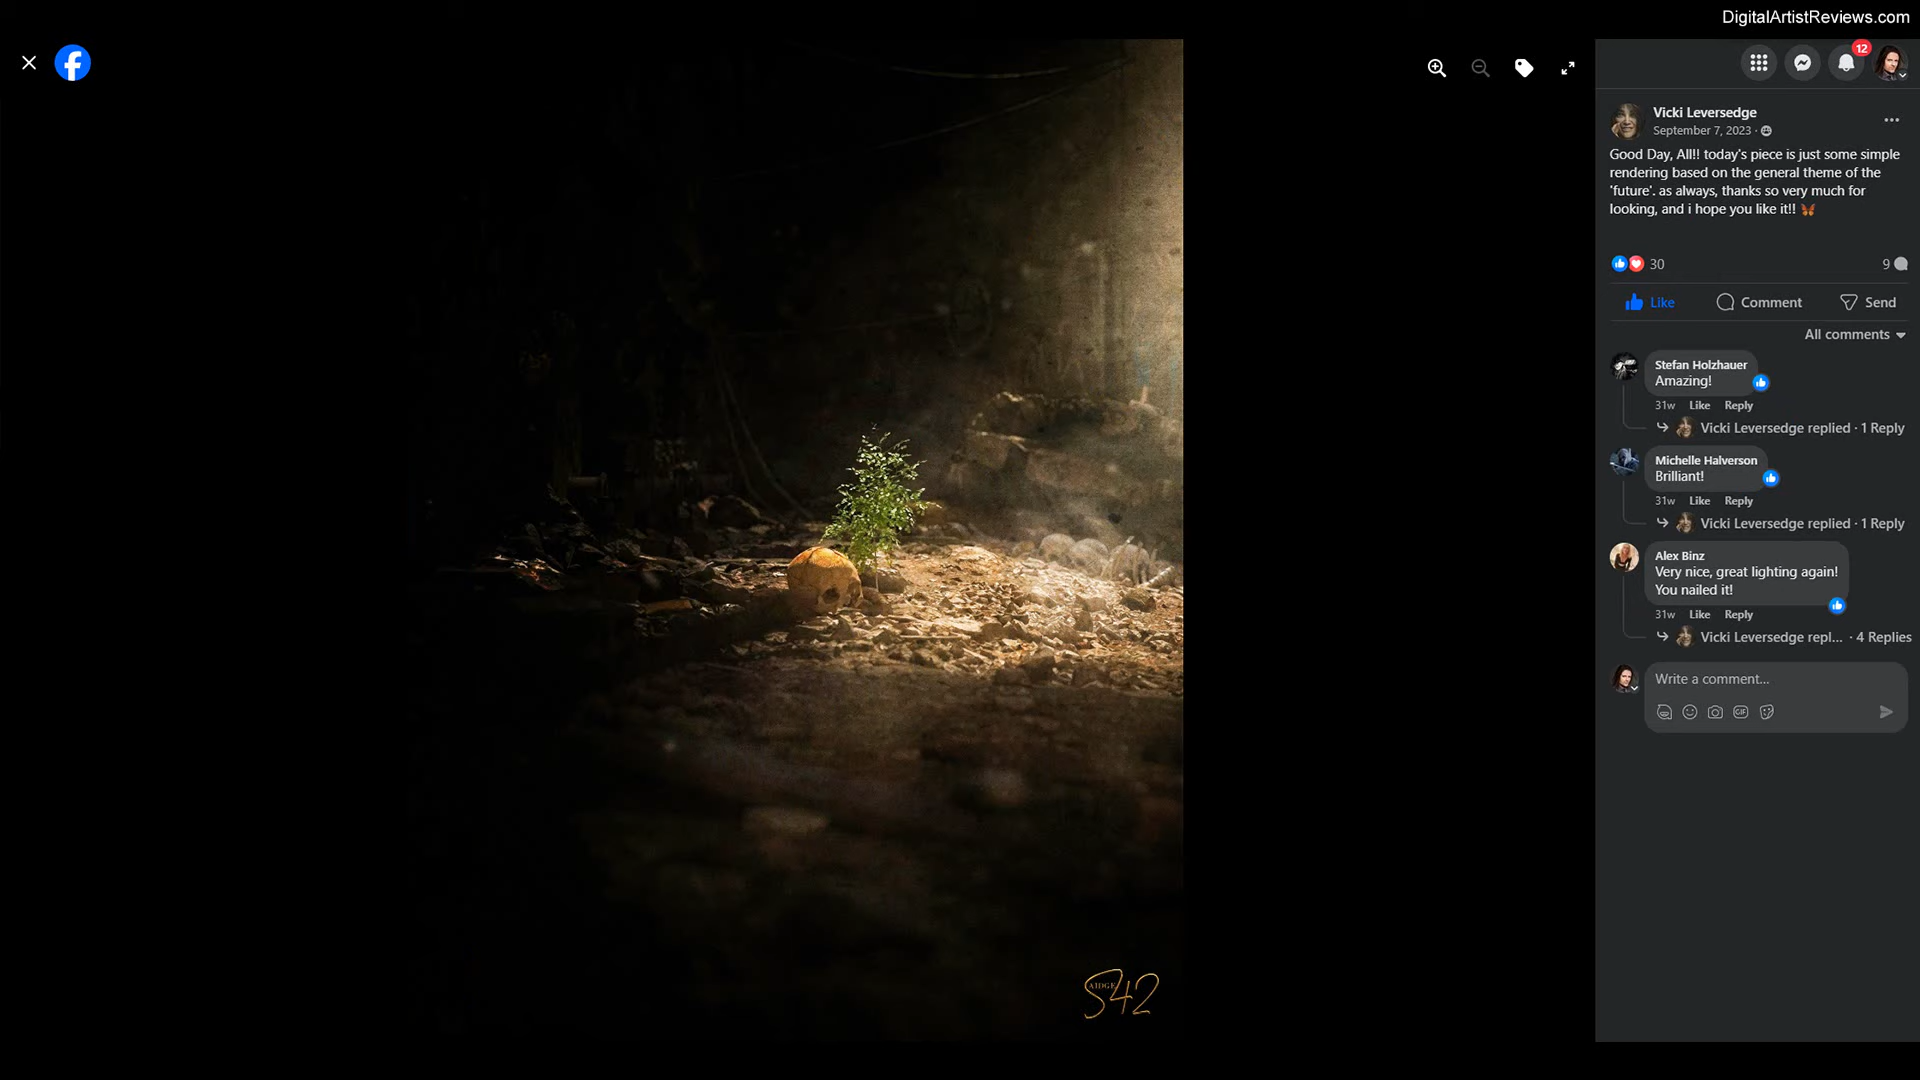 DigitalArtistReviews.com
12
Vicki Leversedge
September 7, 2023 ·
Good Day, All!! today's piece is just some simple
rendering based on the general theme of the
'future'. as always, thanks so very much for
looking, and i hope you like it!!
30
9
Like
Comment
Send
All comments
Stefan Holzhauer
Amazing!
31w Like Reply
Vicki Leversedge replied · 1 Reply
Michelle Halverson
Brilliant!
31w Like Reply
Vicki Leversedge replied · 1 Reply
Alex Binz
Very nice, great lighting again!
You nailed it!
31w Like Reply
Vicki Leversedge repl... · 4 Replies
Write a comment...
GIF
AIDGE
S42